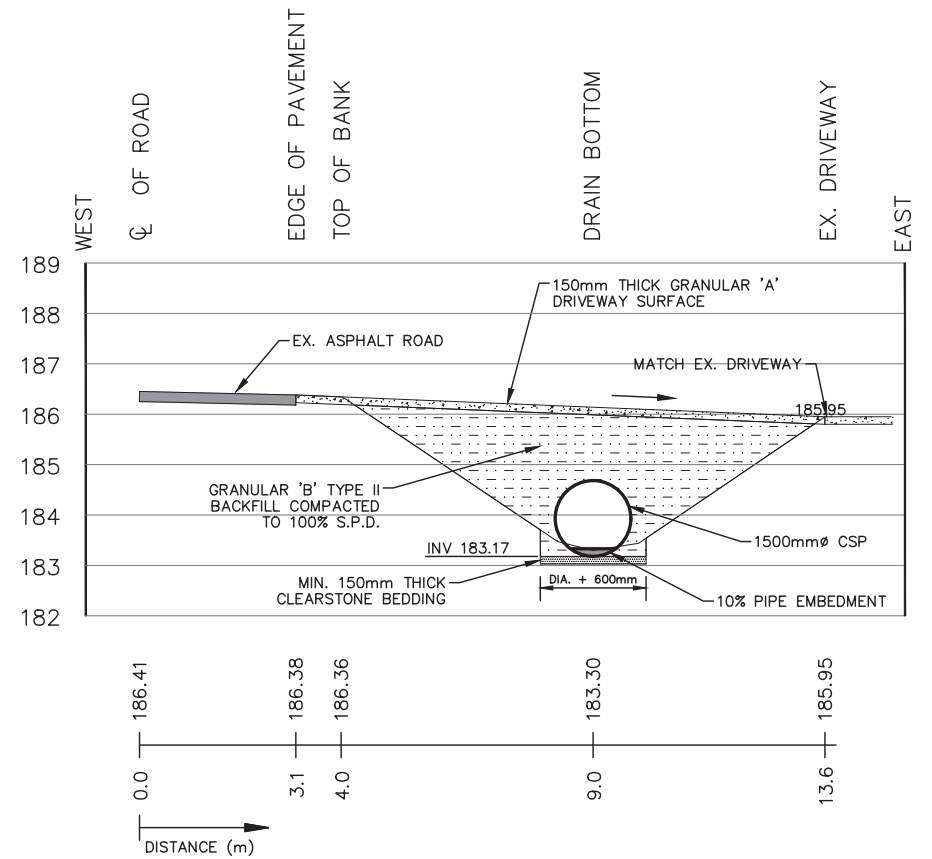 WEST
℄ OF ROAD
EDGE OF PAVEMENT
TOP OF BANK
DRAIN BOTTOM
EX. DRIVEWAY
EAST
189
188
187
186
185
184
183
182
150mm THICK GRANULAR 'A'
DRIVEWAY SURFACE
EX. ASPHALT ROAD
MATCH EX. DRIVEWAY
185.95
GRANULAR 'B' TYPE II
BACKFILL COMPACTED
TO 100% S.P.D.
INV 183.17
1500mmø CSP
MIN. 150mm THICK
CLEARSTONE BEDDING
DIA. + 600mm
10% PIPE EMBEDMENT
186.41
186.38
186.36
183.30
185.95
0.0
3.1
4.0
9.0
13.6
DISTANCE (m)